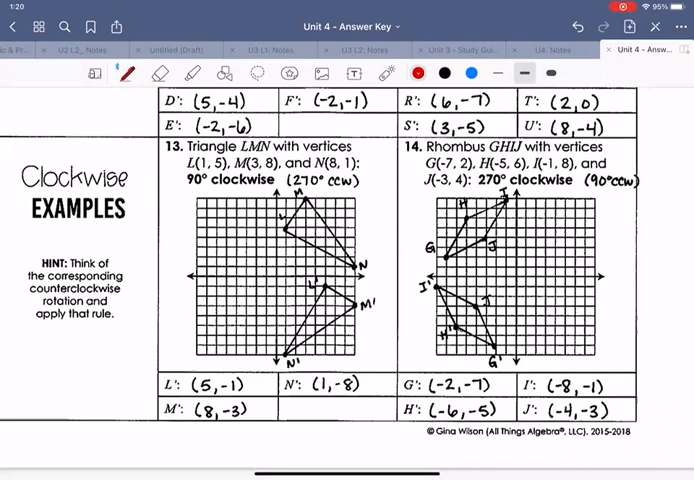 1:20
95%
Unit 4 - Answer Key
c & Pr...
U2 L2_ Notes
Untitled (Draft)
U3 L1: Notes
U3 L2: Notes
Unit 3 - Study Gui...
U4: Notes
Unit 4 - Answ...
D': (5,-4)
F': (-2,-1)
R': (6,-7)
T': (2,0)
E': (-2,-6)
S': (3,-5)
U': (8,-4)
Clockwise
EXAMPLES
HINT: Think of
the corresponding
counterclockwise
rotation and
apply that rule.
13. Triangle LMN with vertices
L(1, 5), M(3, 8), and N(8, 1):
90° clockwise (270° ccw)
M
L
N
L'
M'
N'
L': (5,-1)
N': (1,-8)
M': (8,-3)
14. Rhombus GHIJ with vertices
G(-7, 2), H(-5, 6), I(-1, 8), and
J(-3, 4): 270° clockwise (90° ccw)
I
H
J
G
I'
J'
H'
G'
G': (-2,-7)
I': (-8,-1)
H': (-6,-5)
J': (-4,-3)
© Gina Wilson (All Things Algebra®, LLC), 2015-2018